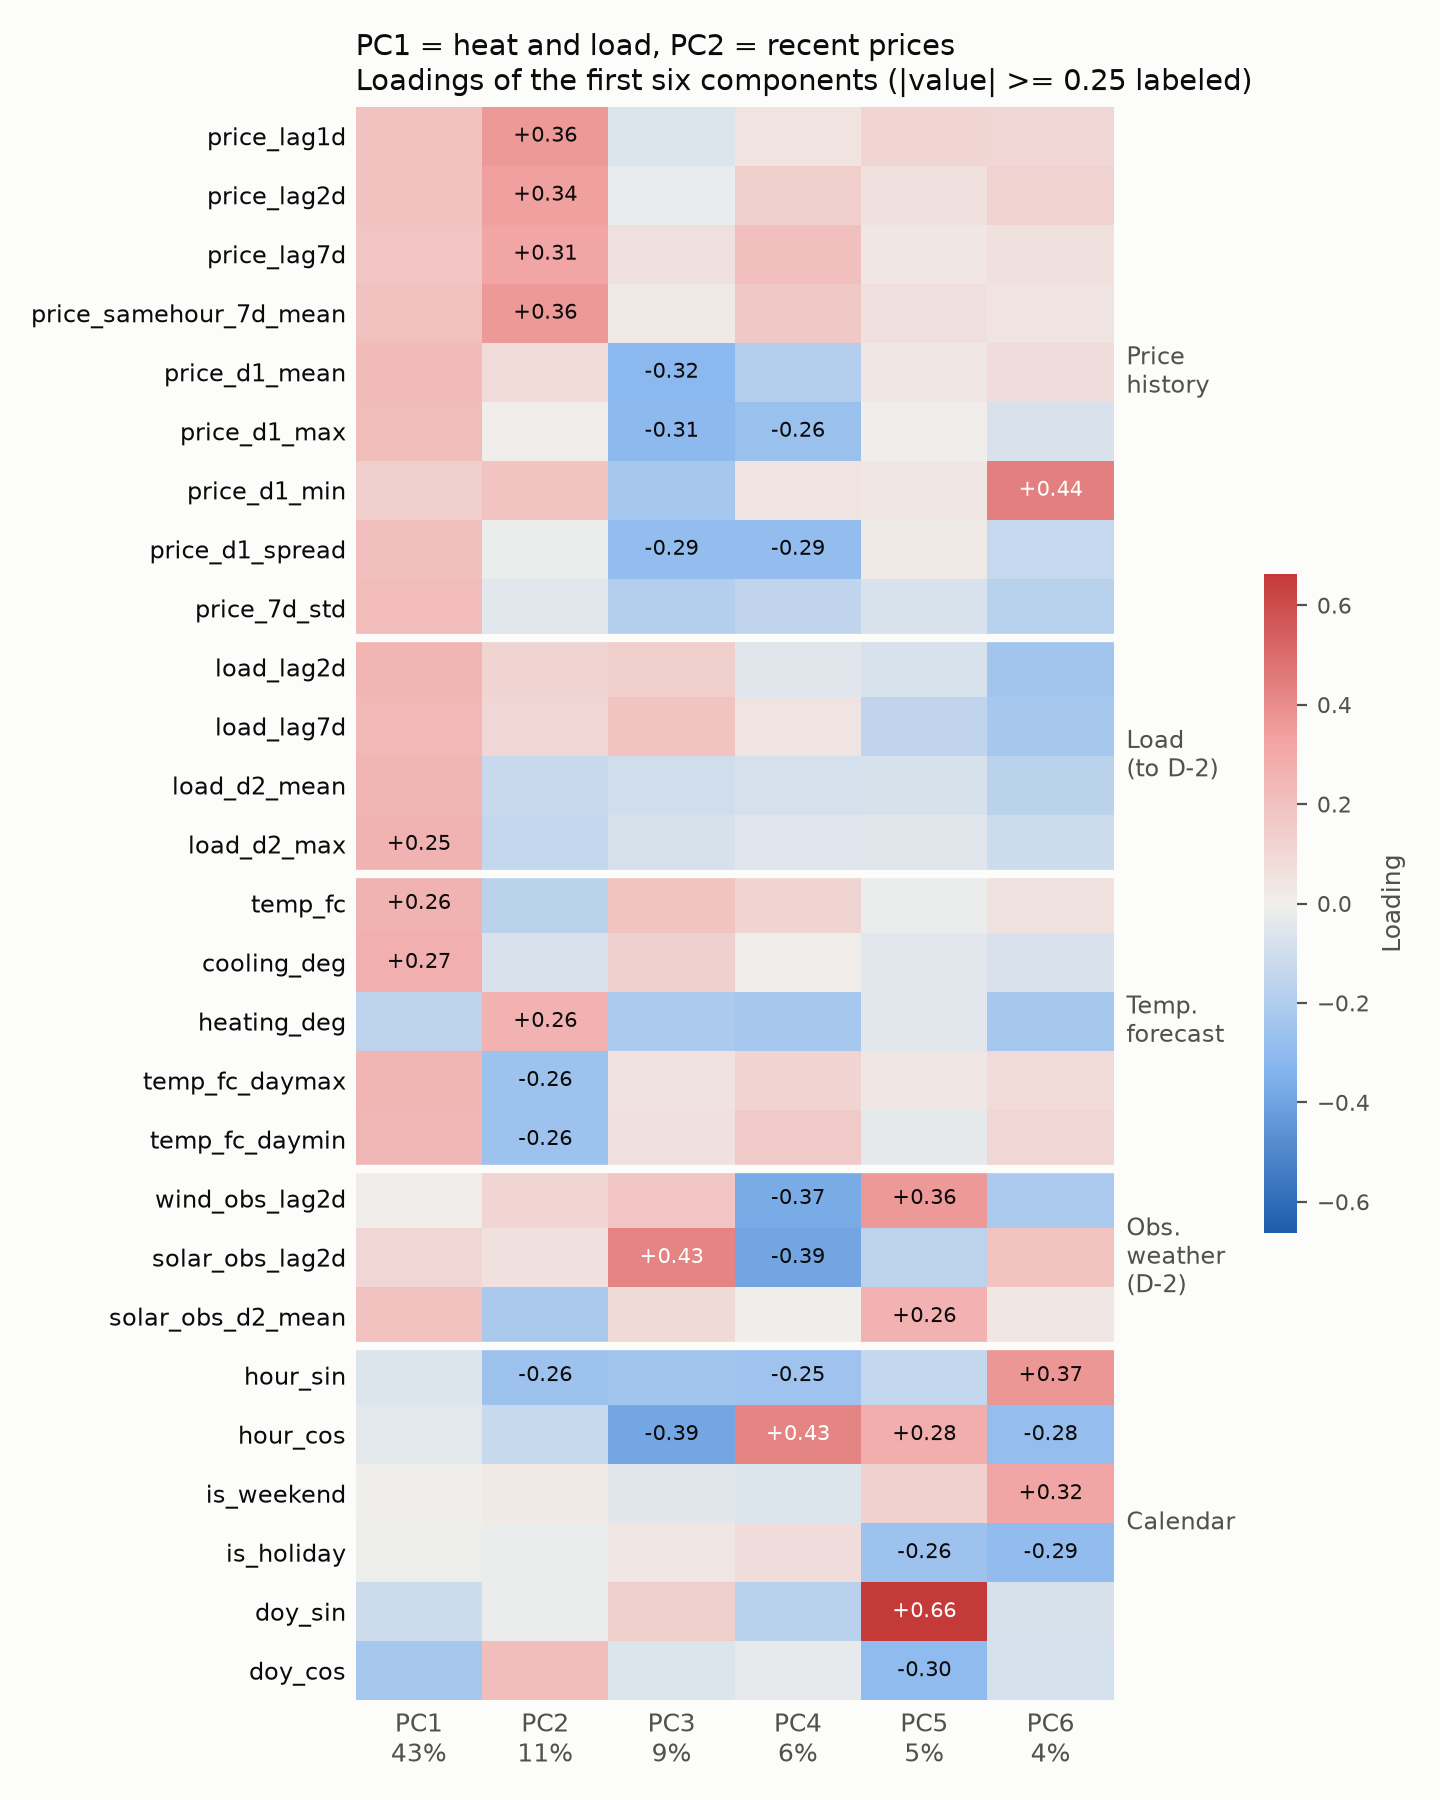 PC1 = heat and load, PC2 = recent prices
Loadings of the first six components (|value| >= 0.25 labeled)
price_lag1d +0.36
price_lag2d +0.34
price_lag7d +0.31
price_samehour_7d_mean +0.36
price_d1_mean -0.32
price_d1_max -0.31 -0.26
price_d1_min +0.44
price_d1_spread -0.29 -0.29
price_7d_std
Price
history
load_lag2d
load_lag7d
load_d2_mean
load_d2_max +0.25
Load
(to D-2)
temp_fc +0.26
cooling_deg +0.27
heating_deg +0.26
temp_fc_daymax -0.26
temp_fc_daymin -0.26
Temp.
forecast
wind_obs_lag2d -0.37 +0.36
solar_obs_lag2d +0.43 -0.39
solar_obs_d2_mean +0.26
Obs.
weather
(D-2)
hour_sin -0.26 -0.25 +0.37
hour_cos -0.39 +0.43 +0.28 -0.28
is_weekend +0.32
is_holiday -0.26 -0.29
doy_sin +0.66
doy_cos -0.30
Calendar
PC1 PC2 PC3 PC4 PC5 PC6
43% 11% 9% 6% 5% 4%
0.6
0.4
0.2
0.0
−0.2
−0.4
−0.6
Loading